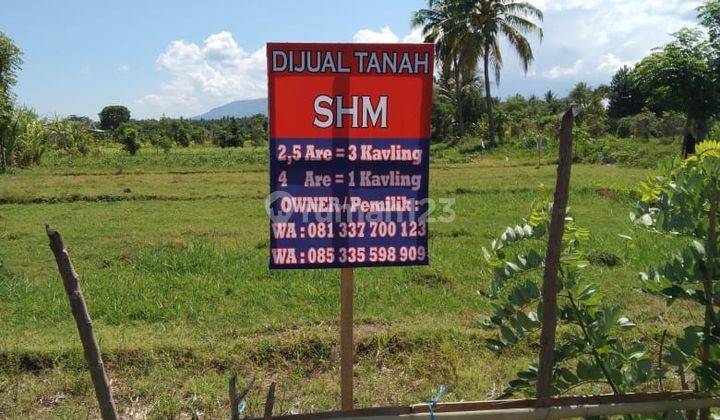 DIJUAL TANAH
SHM
2,5 Are = 3 Kavling
4 Are = 1 Kavling
OWNER/Pemilik :
rumah123
WA : 081 337 700 123
WA : 085 335 598 909